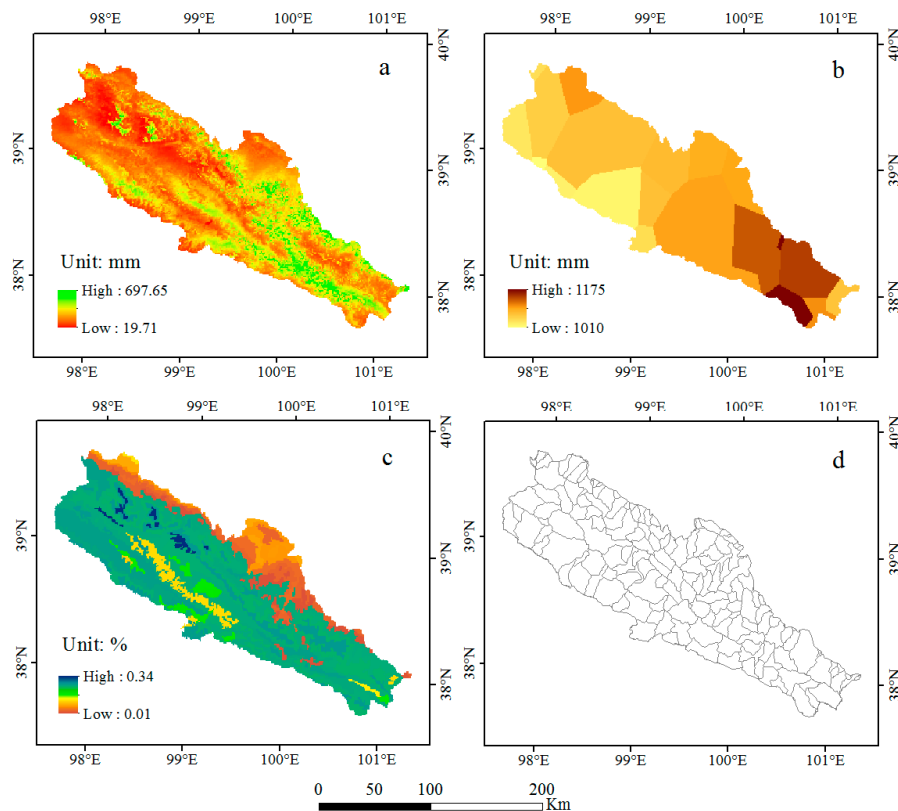 98°E 99°E 100°E 101°E
98°E 99°E 100°E 101°E
40°N
40°N
a
b
39°N
39°N
39°N
39°N
38°N
38°N
38°N
38°N
Unit: mm
High : 697.65
Low : 19.71
Unit: mm
High : 1175
Low : 1010
98°E 99°E 100°E 101°E
98°E 99°E 100°E 101°E
98°E 99°E 100°E 101°E
98°E 99°E 100°E 101°E
40°N
40°N
c
d
39°N
39°N
39°N
39°N
38°N
38°N
38°N
38°N
Unit: %
High : 0.34
Low : 0.01
98°E 99°E 100°E 101°E
98°E 99°E 100°E 101°E
0 50 100 200
Km